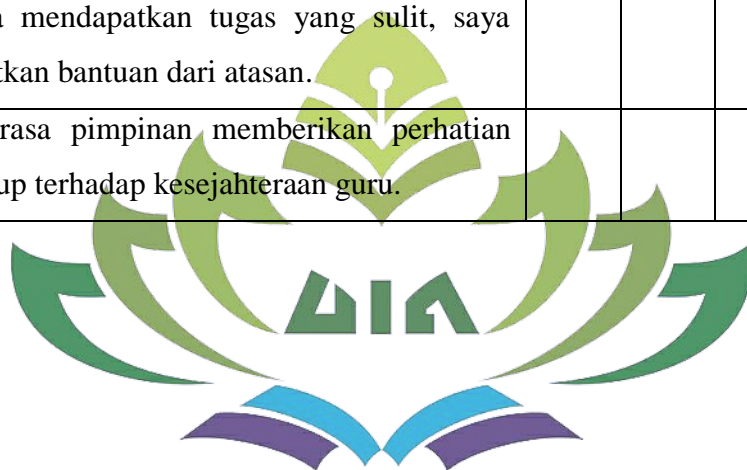 mendapatkan tugas yang sulit, saya
tkan bantuan dari atasan.
rasa pimpinan memberikan perhatian
up terhadap kesejahteraan guru.
UIN